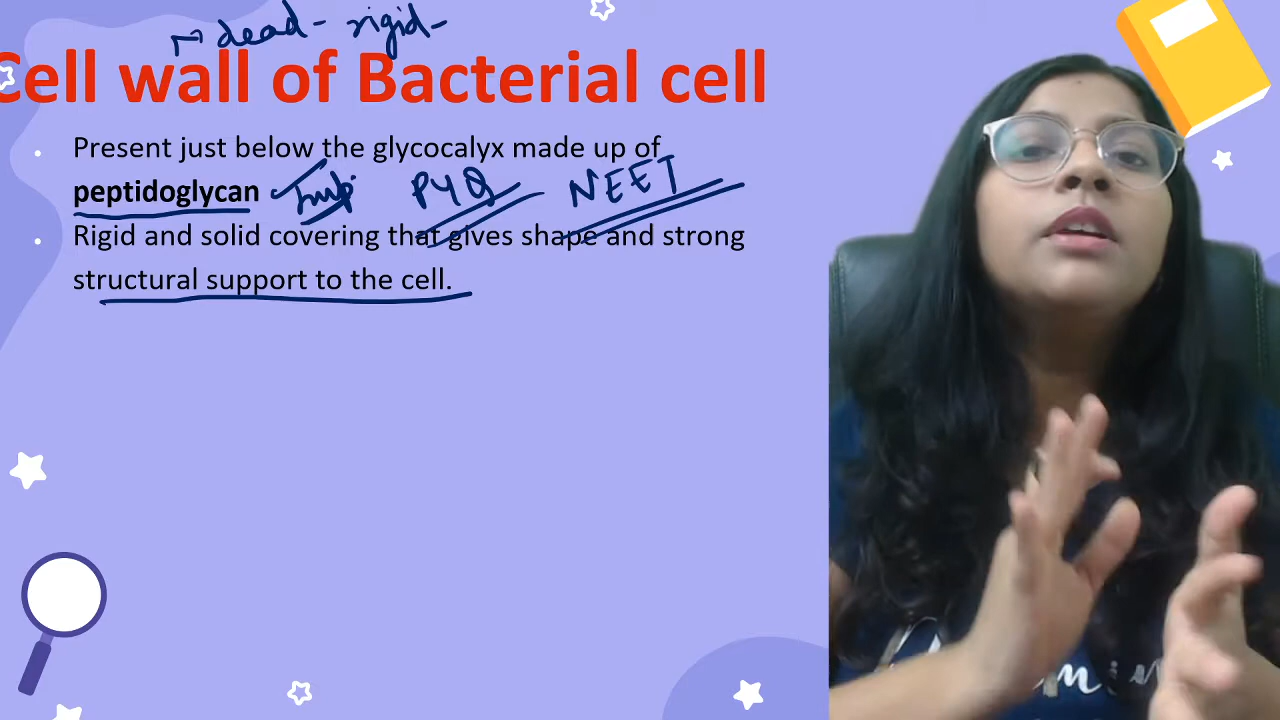 dead- rigid-
Cell wall of Bacterial cell
Present just below the glycocalyx made up of
peptidoglycan Imp PYQ NEET
Rigid and solid covering that gives shape and strong
structural support to the cell.